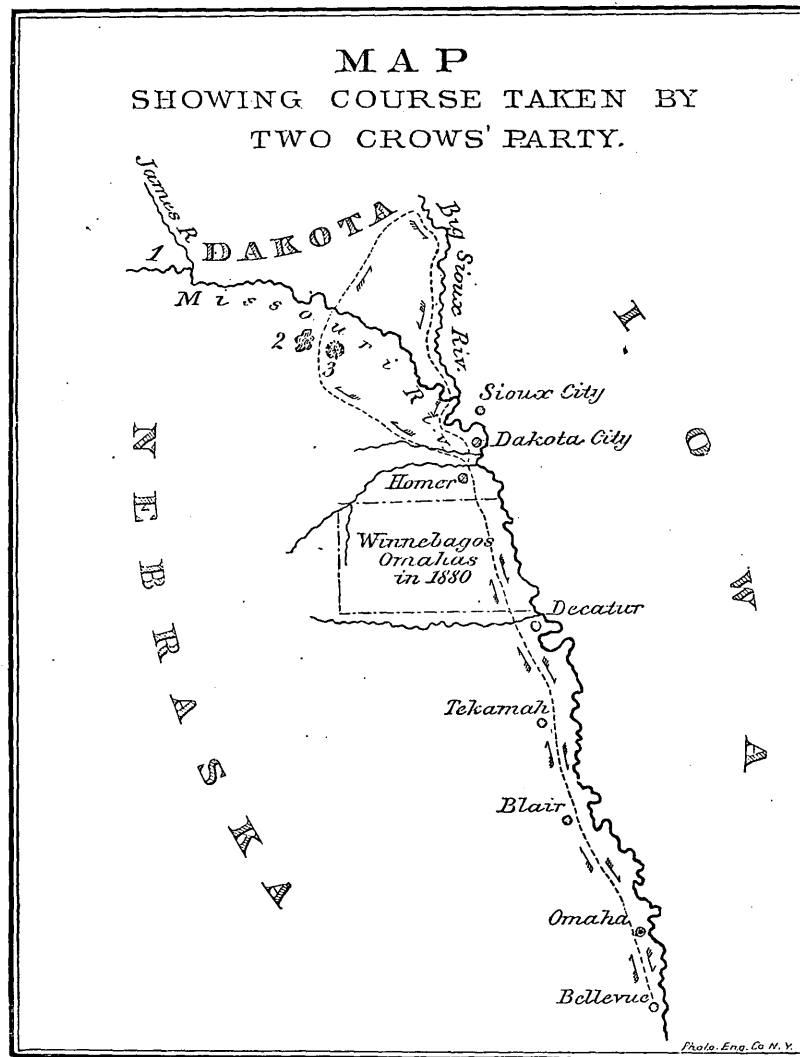 MAP
SHOWING COURSE TAKEN BY
TWO CROWS' PARTY.
James R
DAKOTA
Big Sioux Riv.
1
Missouri Riv.
2
3
IOWA
Sioux City
Dakota City
NEBRASKA
Homer
Winnebagos
Omahas
in 1880
Decatur
Tekamah
Blair
Omaha
Bellevue
Photo. Eng. Co N. Y.